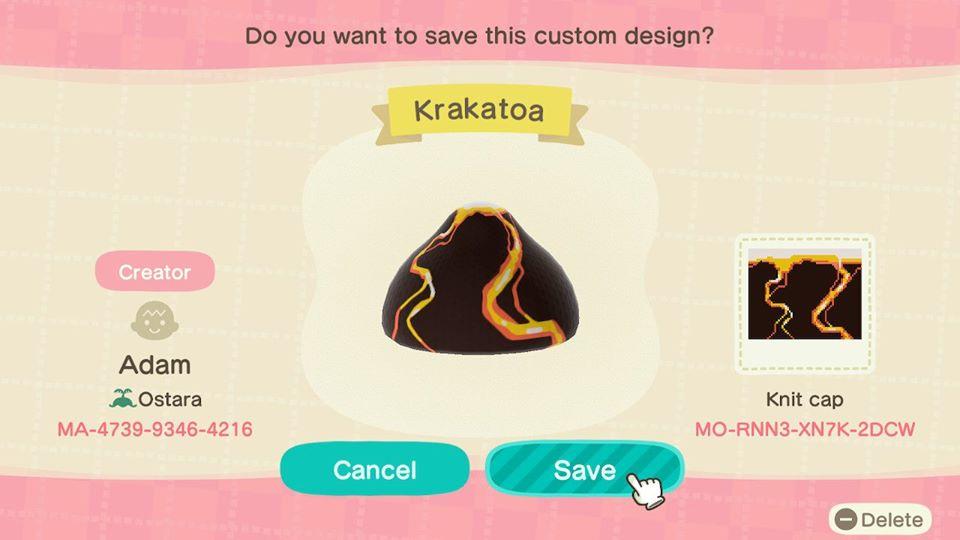 Do you want to save this custom design?
Krakatoa
Creator
Adam
Ostara
MA-4739-9346-4216
Knit cap
MO-RNN3-XN7K-2DCW
Cancel
Save
Delete